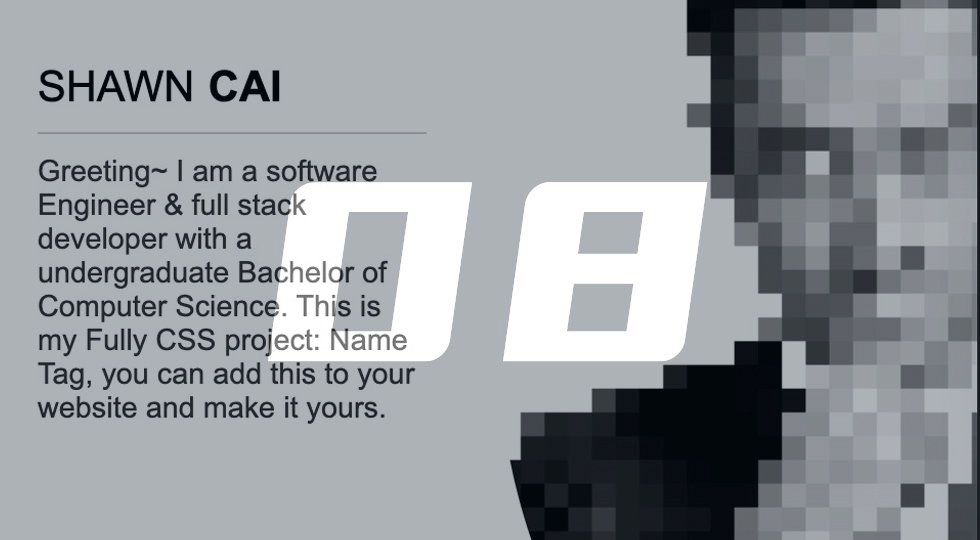 SHAWN CAI
Greeting~ I am a software
Engineer & full stack
developer with a
undergraduate Bachelor of
Computer Science. This is
my Fully CSS project: Name
Tag, you can add this to your
website and make it yours.
08